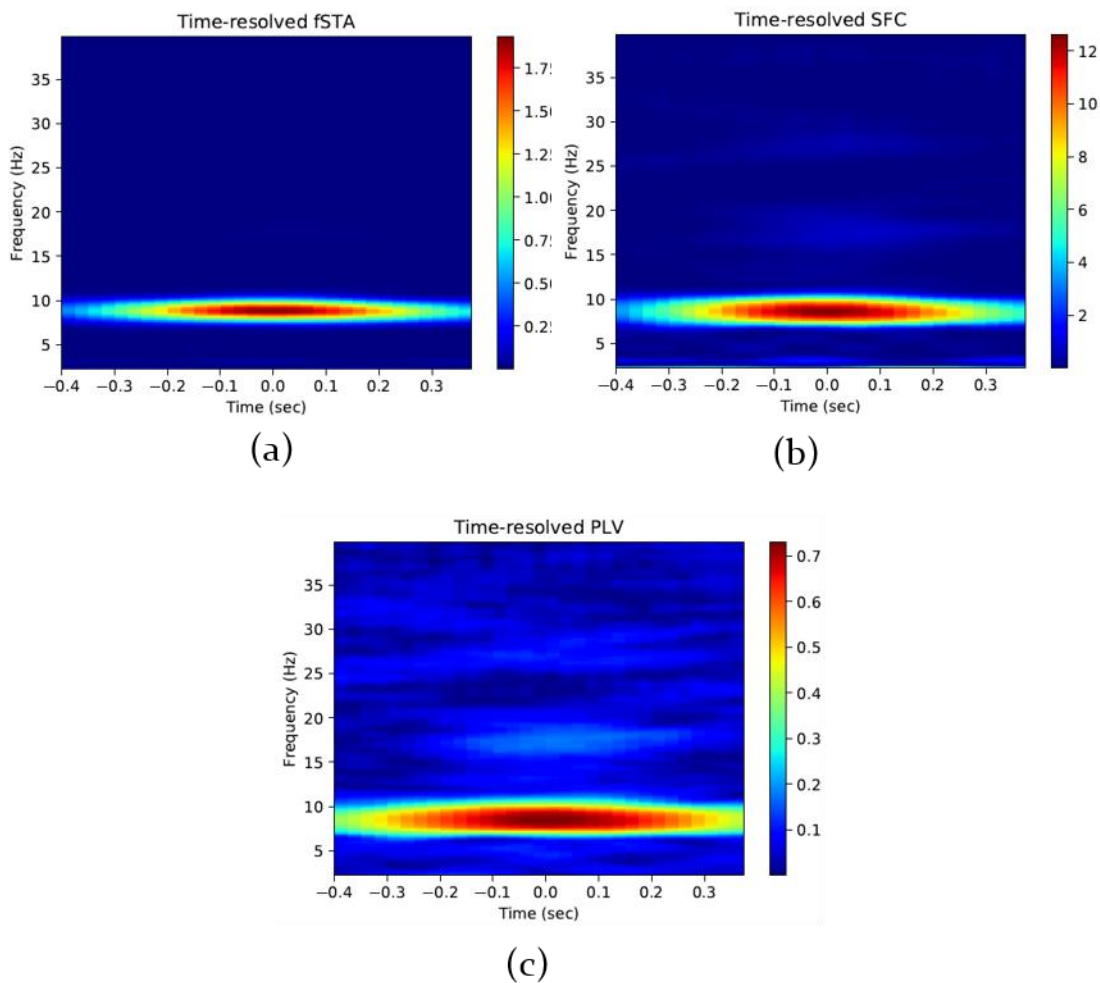 Time-resolved fSTA
Frequency (Hz)
35
30
25
20
15
10
5
−0.4 −0.3 −0.2 −0.1 0.0 0.1 0.2 0.3
Time (sec)
1.75
1.50
1.25
1.00
0.75
0.50
0.25
(a)
Time-resolved SFC
Frequency (Hz)
35
30
25
20
15
10
5
−0.4 −0.3 −0.2 −0.1 0.0 0.1 0.2 0.3
Time (sec)
12
10
8
6
4
2
(b)
Time-resolved PLV
Frequency (Hz)
35
30
25
20
15
10
5
−0.4 −0.3 −0.2 −0.1 0.0 0.1 0.2 0.3
Time (sec)
0.7
0.6
0.5
0.4
0.3
0.2
0.1
(c)